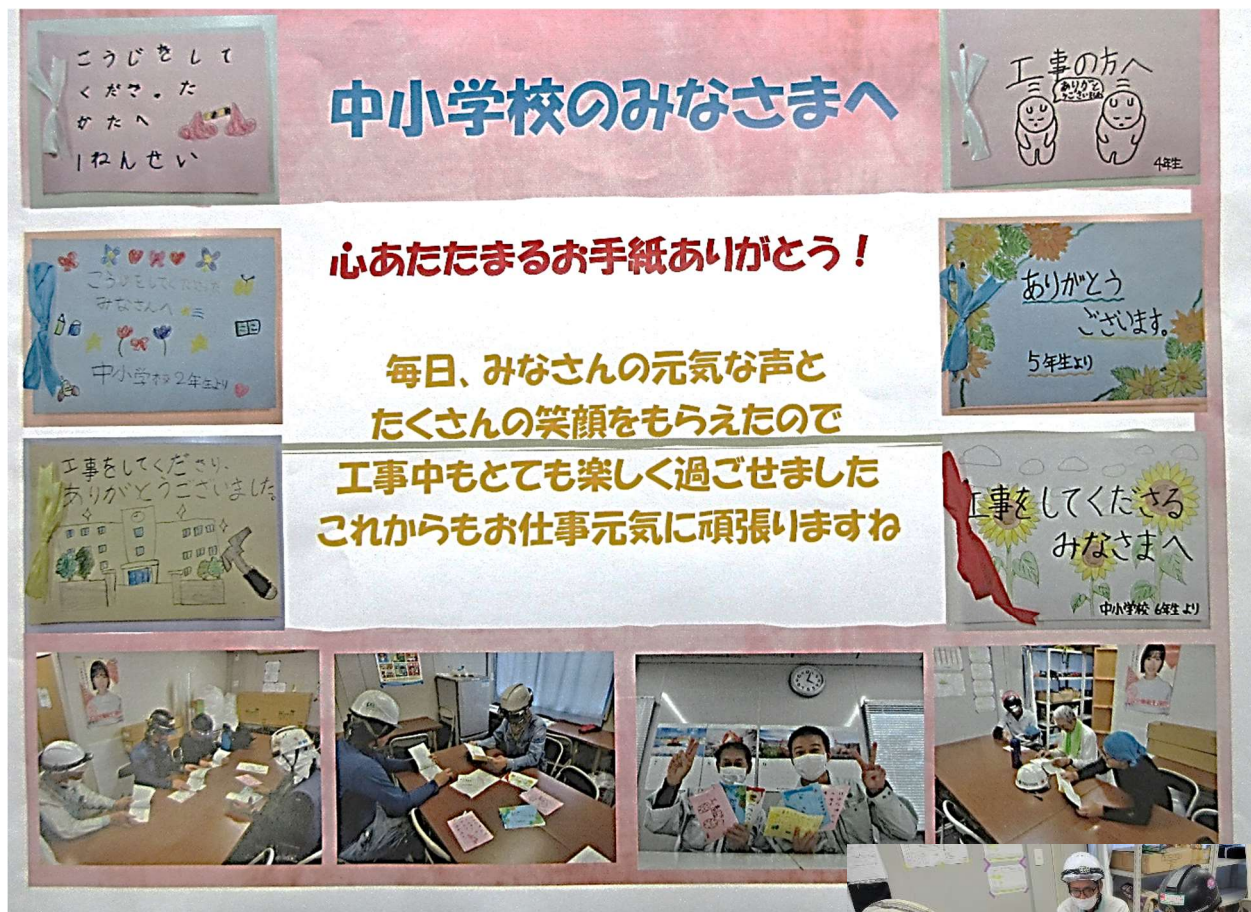 中小学校のみなさまへ
心あたたまるお手紙ありがとう！
毎日、みなさんの元気な声と
たくさんの笑顔をもらえたので
工事中もとても楽しく過ごせました
これからもお仕事元気に頑張りますね
こうじをして
くださった
かたへ
1ねんせい
こうじをしてくださった
みなさんへ
中小学校2年生より
工事をしてくださり、
ありがとうございました
工事の方へ
ありがと
うございました
4年生
ありがとう
ございます。
5年生より
工事をしてくださる
みなさまへ
中小学校 6年生より